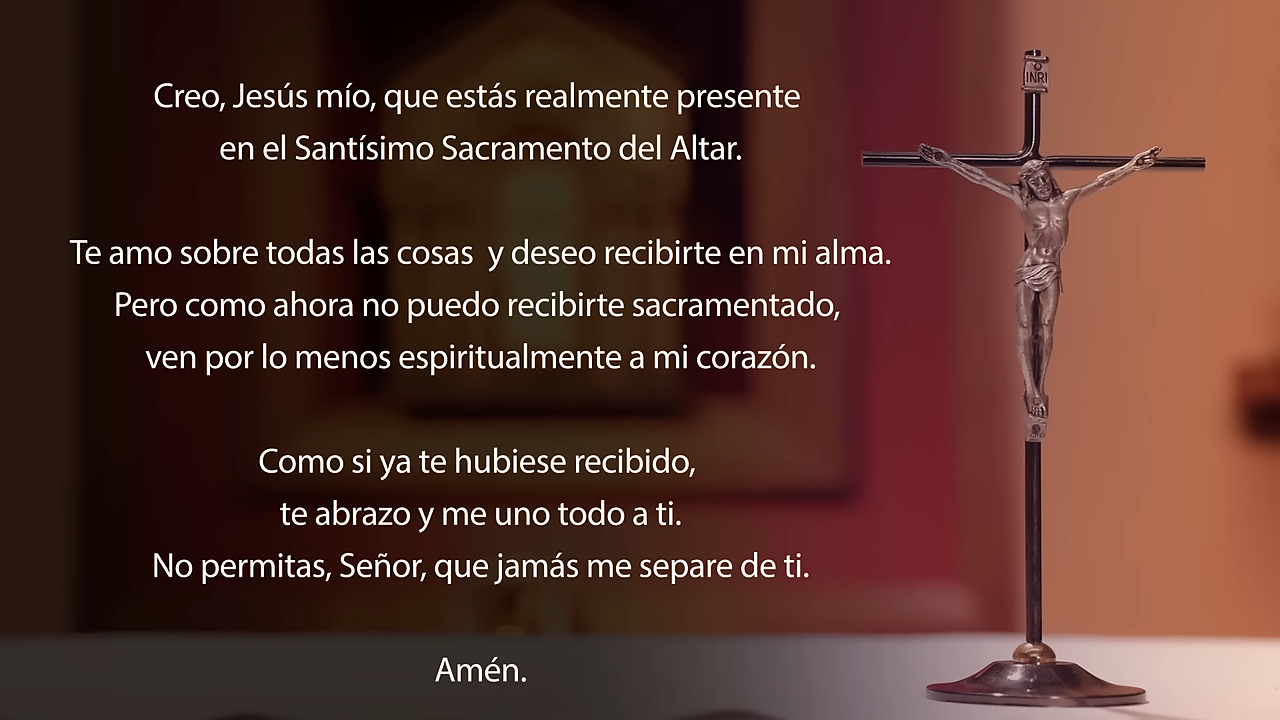 Creo, Jesús mío, que estás realmente presente
en el Santísimo Sacramento del Altar.
Te amo sobre todas las cosas  y deseo recibirte en mi alma.
Pero como ahora no puedo recibirte sacramentado,
ven por lo menos espiritualmente a mi corazón.
Como si ya te hubiese recibido,
te abrazo y me uno todo a ti.
No permitas, Señor, que jamás me separe de ti.
Amén.
INRI